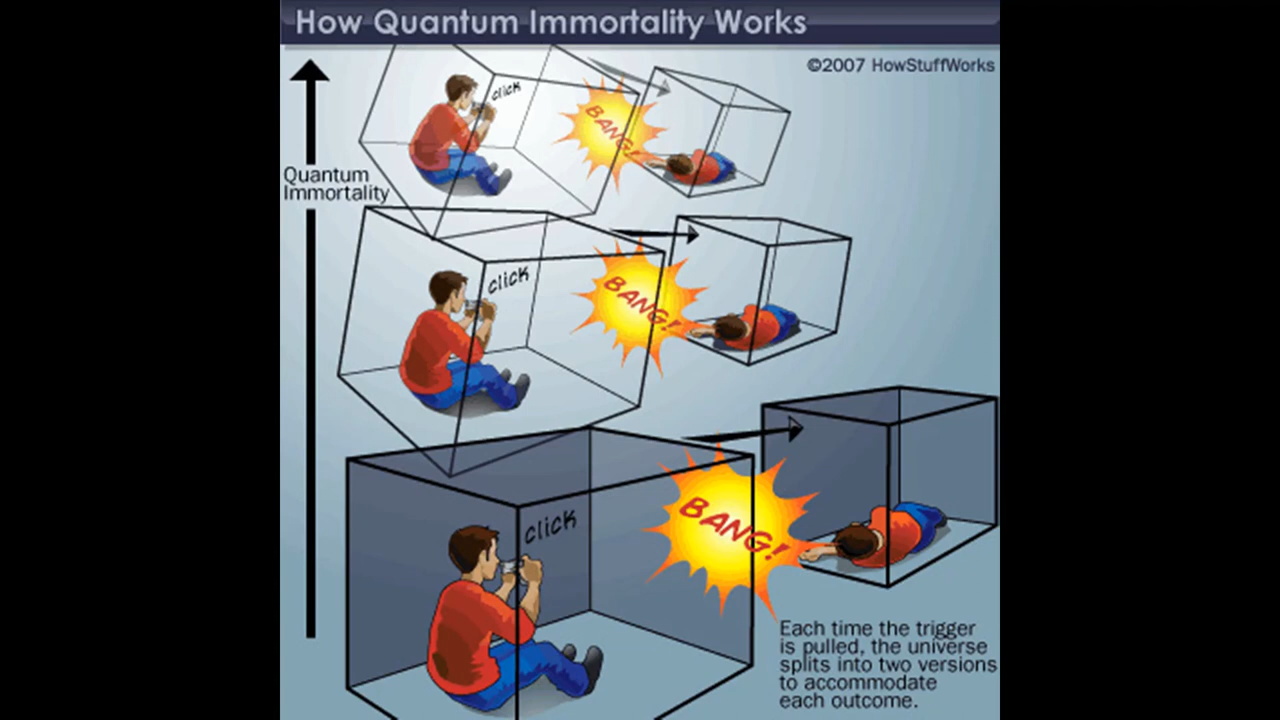 How Quantum Immortality Works
©2007 HowStuffWorks
click
BANG!
Quantum
Immortality
click
BANG!
click
BANG!
Each time the trigger
is pulled, the universe
splits into two versions
to accommodate
each outcome.